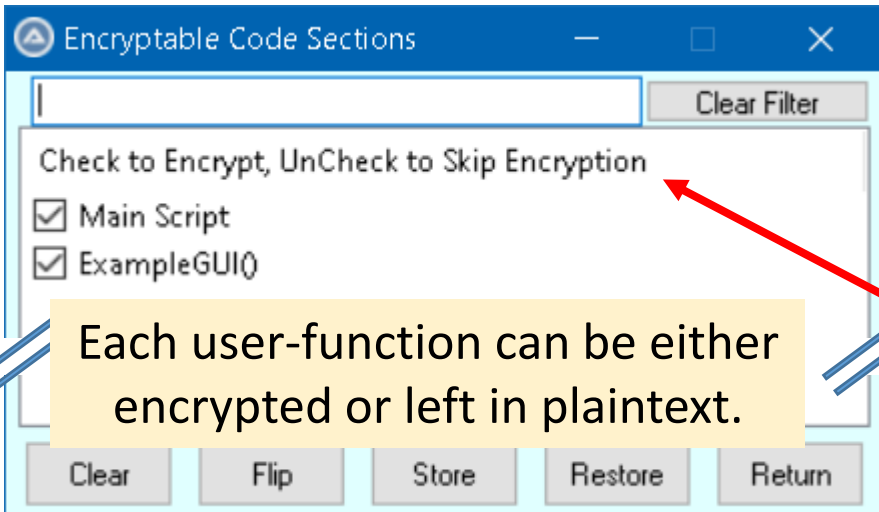 Encryptable Code Sections
Clear Filter
Check to Encrypt, UnCheck to Skip Encryption
Main Script
ExampleGUI()
Each user-function can be either
encrypted or left in plaintext.
Clear Flip Store Restore Return